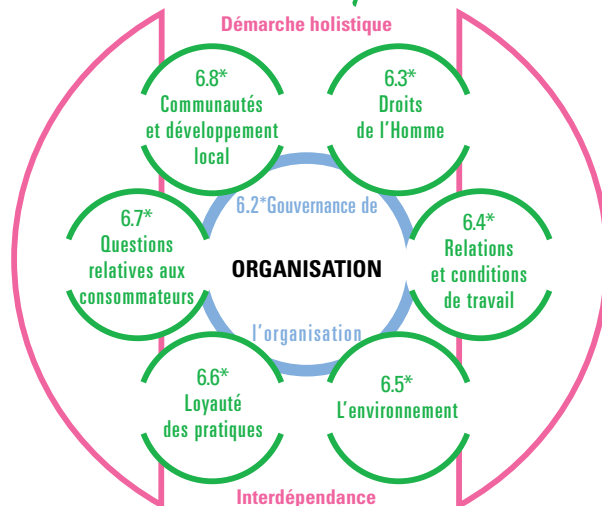 Démarche holistique
6.8*
Communautés
et développement
local
6.3*
Droits
de l'Homme
6.2*Gouvernance de
6.7*
Questions
relatives aux
consommateurs
ORGANISATION
6.4*
Relations
et conditions
de travail
l'organisation
6.6*
Loyauté
des pratiques
6.5*
L'environnement
Interdépendance